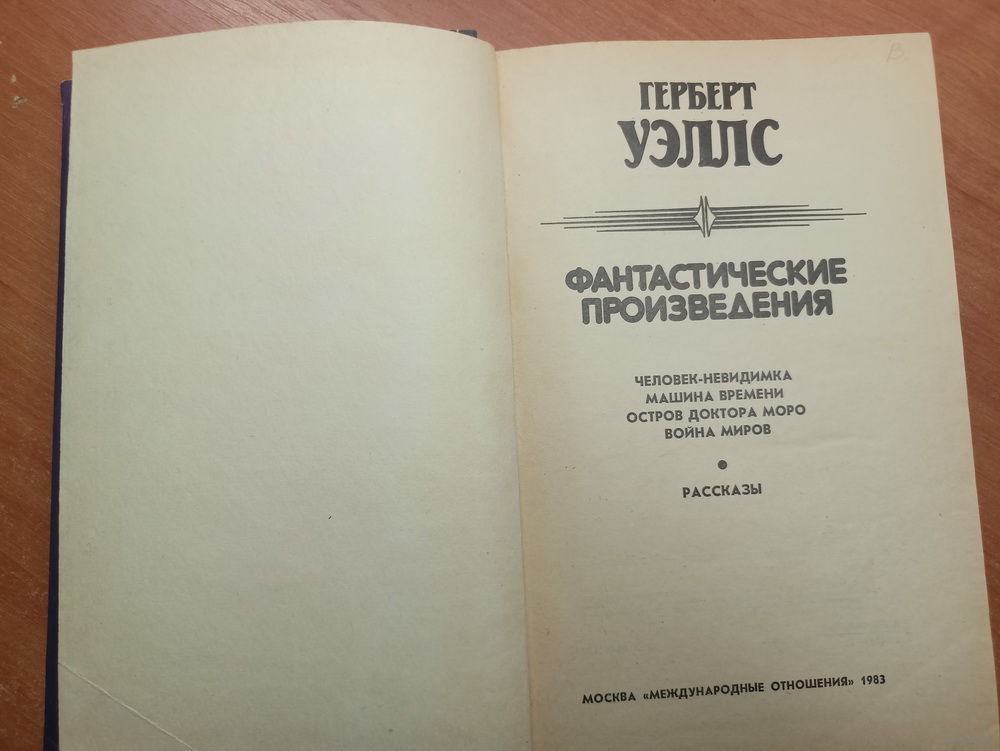 ГЕРБЕРТ
УЭЛЛС
ФАНТАСТИЧЕСКИЕ
ПРОИЗВЕДЕНИЯ
ЧЕЛОВЕК-НЕВИДИМКА
МАШИНА ВРЕМЕНИ
ОСТРОВ ДОКТОРА МОРО
ВОЙНА МИРОВ
РАССКАЗЫ
МОСКВА «МЕЖДУНАРОДНЫЕ ОТНОШЕНИЯ» 1983